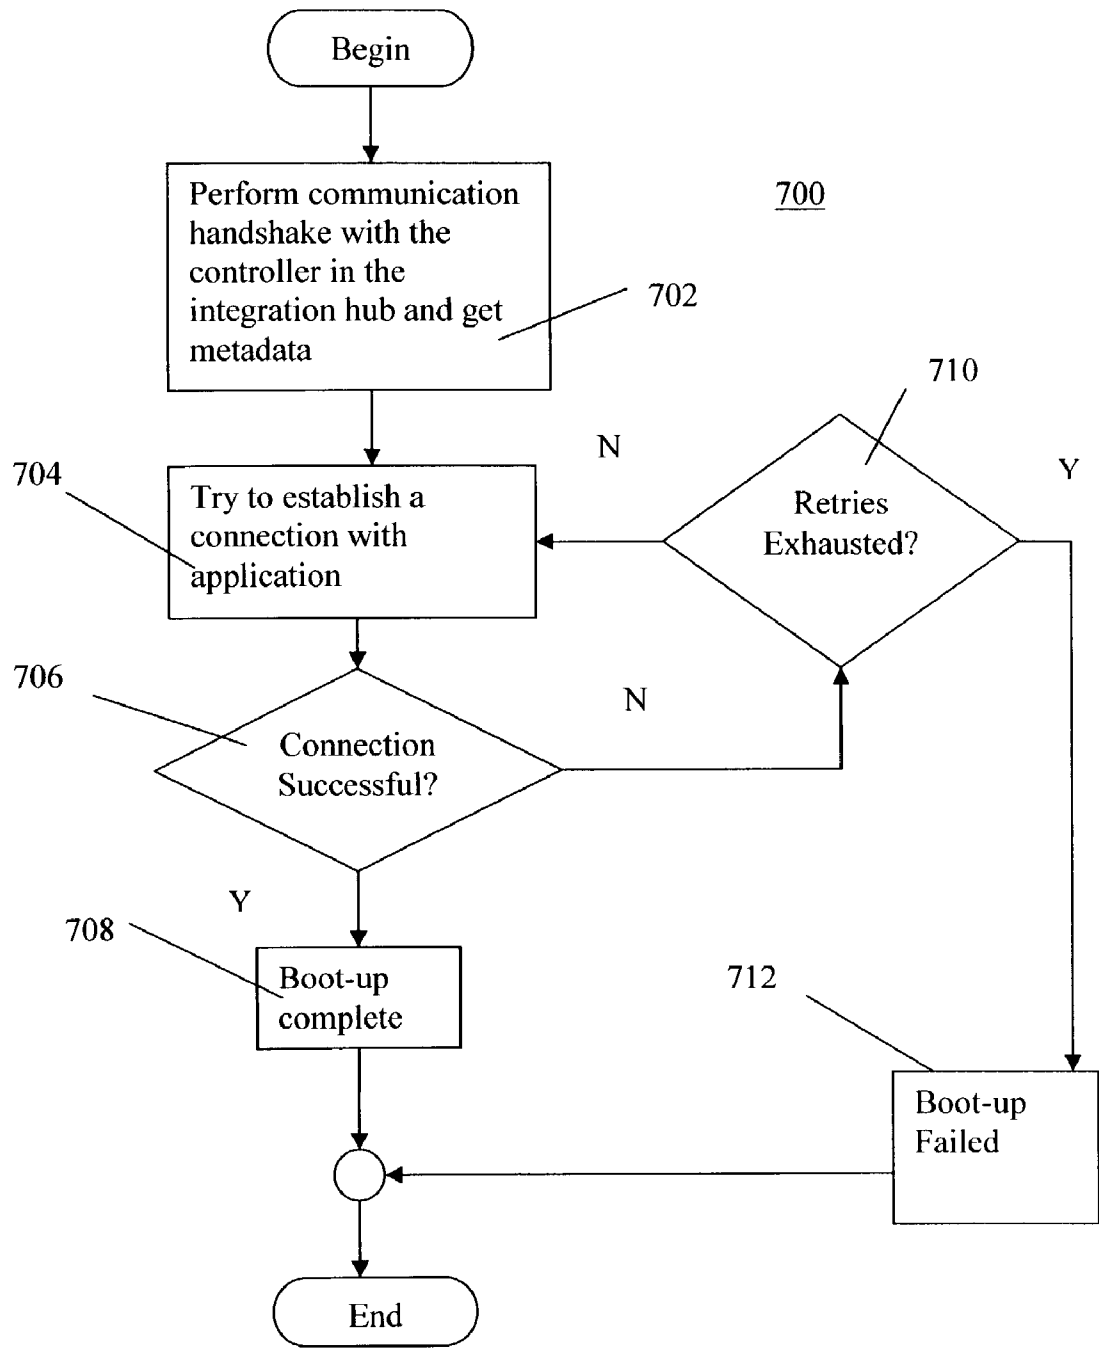 Begin
Perform communication
handshake with the
controller in the
integration hub and get
metadata
700
702
710
N
Y
704
Try to establish a
connection with
application
Retries
Exhausted?
706
N
Connection
Successful?
Y
708
Boot-up
complete
712
Boot-up
Failed
End